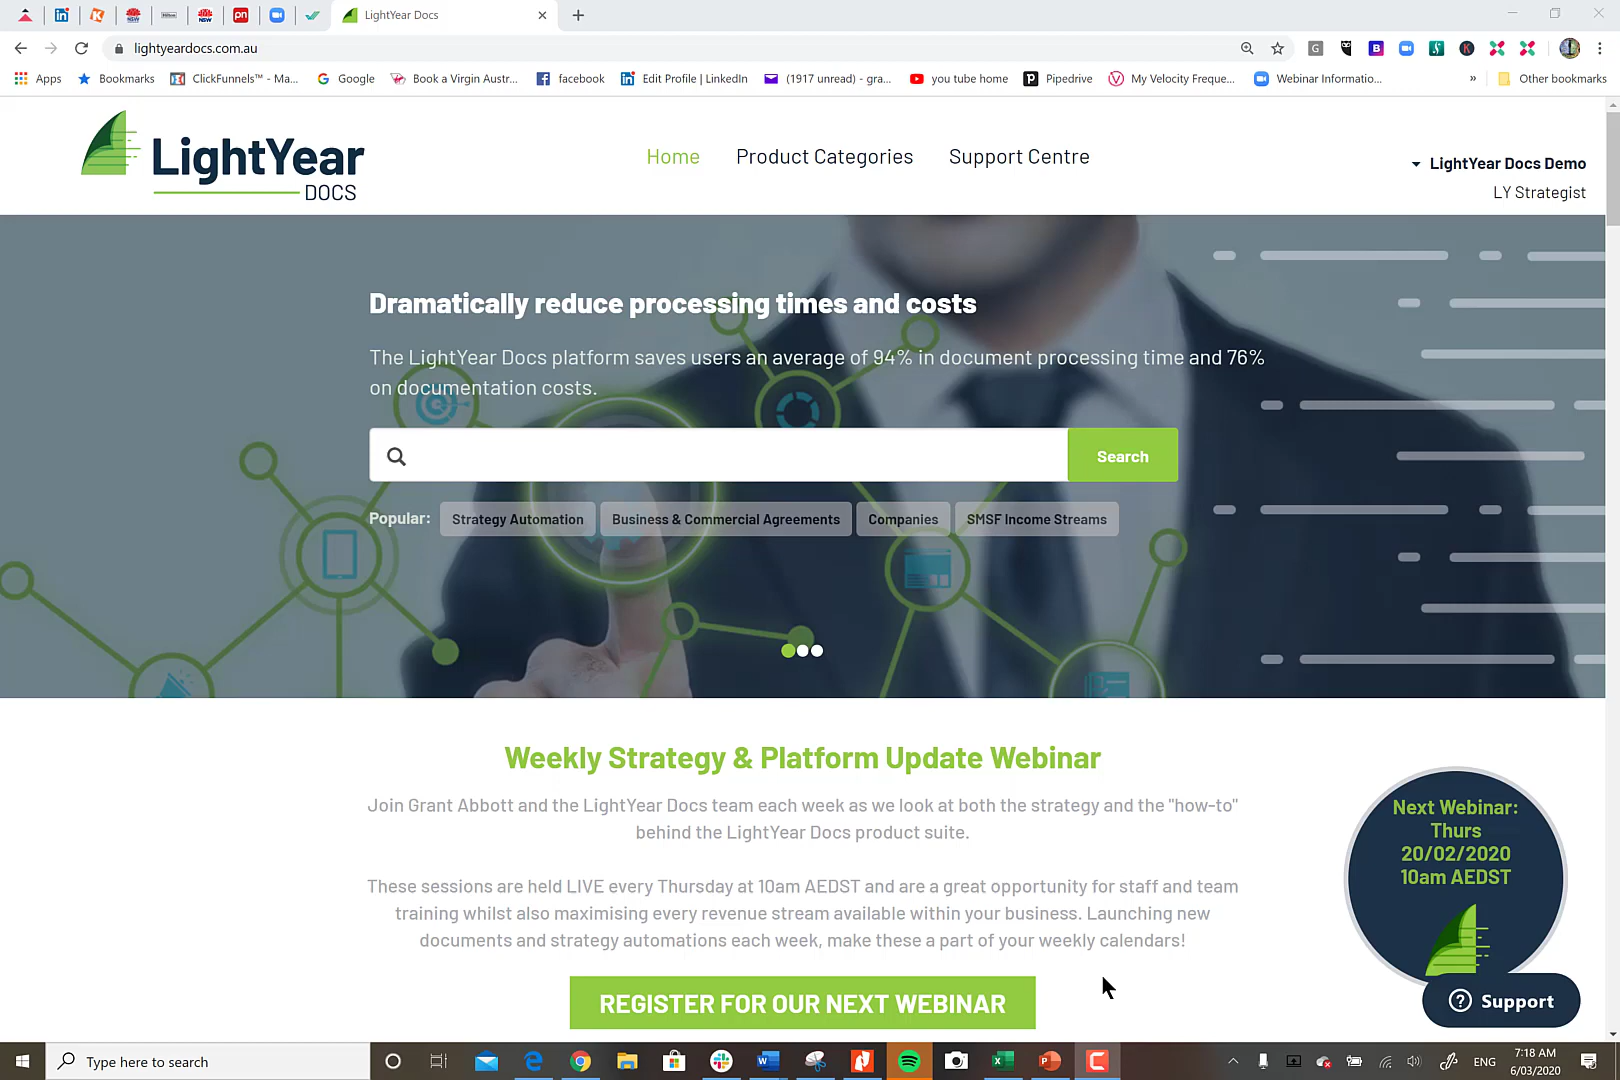 LightYear Docs
lightyeardocs.com.au
Apps
Bookmarks
ClickFunnels™ - Ma...
Google
Book a Virgin Austr...
facebook
Edit Profile | LinkedIn
(1917 unread) - gra...
you tube home
Pipedrive
My Velocity Freque...
Webinar Informatio...
»
Other bookmarks
LightYear
DOCS
Home
Product Categories
Support Centre
LightYear Docs Demo
LY Strategist
Dramatically reduce processing times and costs
The LightYear Docs platform saves users an average of 94% in document processing time and 76%
on documentation costs.
Search
Popular:
Strategy Automation
Business & Commercial Agreements
Companies
SMSF Income Streams
Weekly Strategy & Platform Update Webinar
Join Grant Abbott and the LightYear Docs team each week as we look at both the strategy and the "how-to"
behind the LightYear Docs product suite.
These sessions are held LIVE every Thursday at 10am AEDST and are a great opportunity for staff and team
training whilst also maximising every revenue stream available within your business. Launching new
documents and strategy automations each week, make these a part of your weekly calendars!
REGISTER FOR OUR NEXT WEBINAR
Next Webinar:
Thurs
20/02/2020
10am AEDST
Support
Type here to search
ENG
7:18 AM
6/03/2020